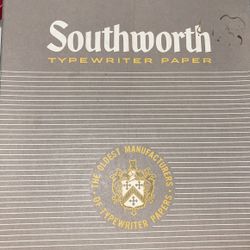 Southworth
TYPEWRITER PAPER
THE OLDEST MANUFACTURERS
OF TYPEWRITER PAPERS